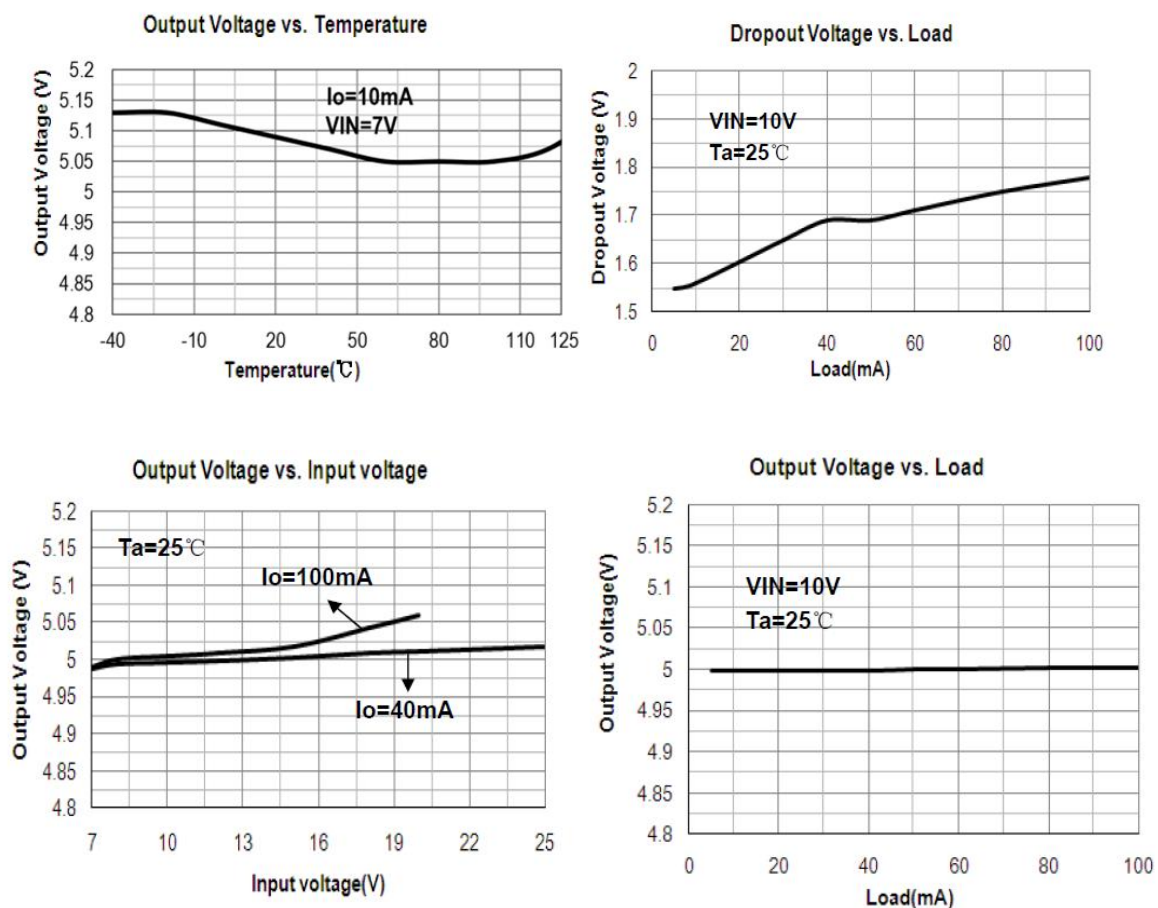 Output Voltage vs. Temperature
Output Voltage (V)
5.2
5.15
5.1
5.05
5
4.95
4.9
4.85
4.8
Io=10mA
VIN=7V
-40 -10 20 50 80 110 125
Temperature(℃)
Dropout Voltage vs. Load
Dropout Voltage (V)
2
1.9
1.8
1.7
1.6
1.5
VIN=10V
Ta=25℃
0 20 40 60 80 100
Load(mA)
Output Voltage vs. Input voltage
Output Voltage (V)
5.2
5.15
5.1
5.05
5
4.95
4.9
4.85
4.8
Ta=25℃
Io=100mA
Io=40mA
7 10 13 16 19 22 25
Input voltage(V)
Output Voltage vs. Load
Output Voltage(V)
5.2
5.15
5.1
5.05
5
4.95
4.9
4.85
4.8
VIN=10V
Ta=25℃
0 20 40 60 80 100
Load(mA)